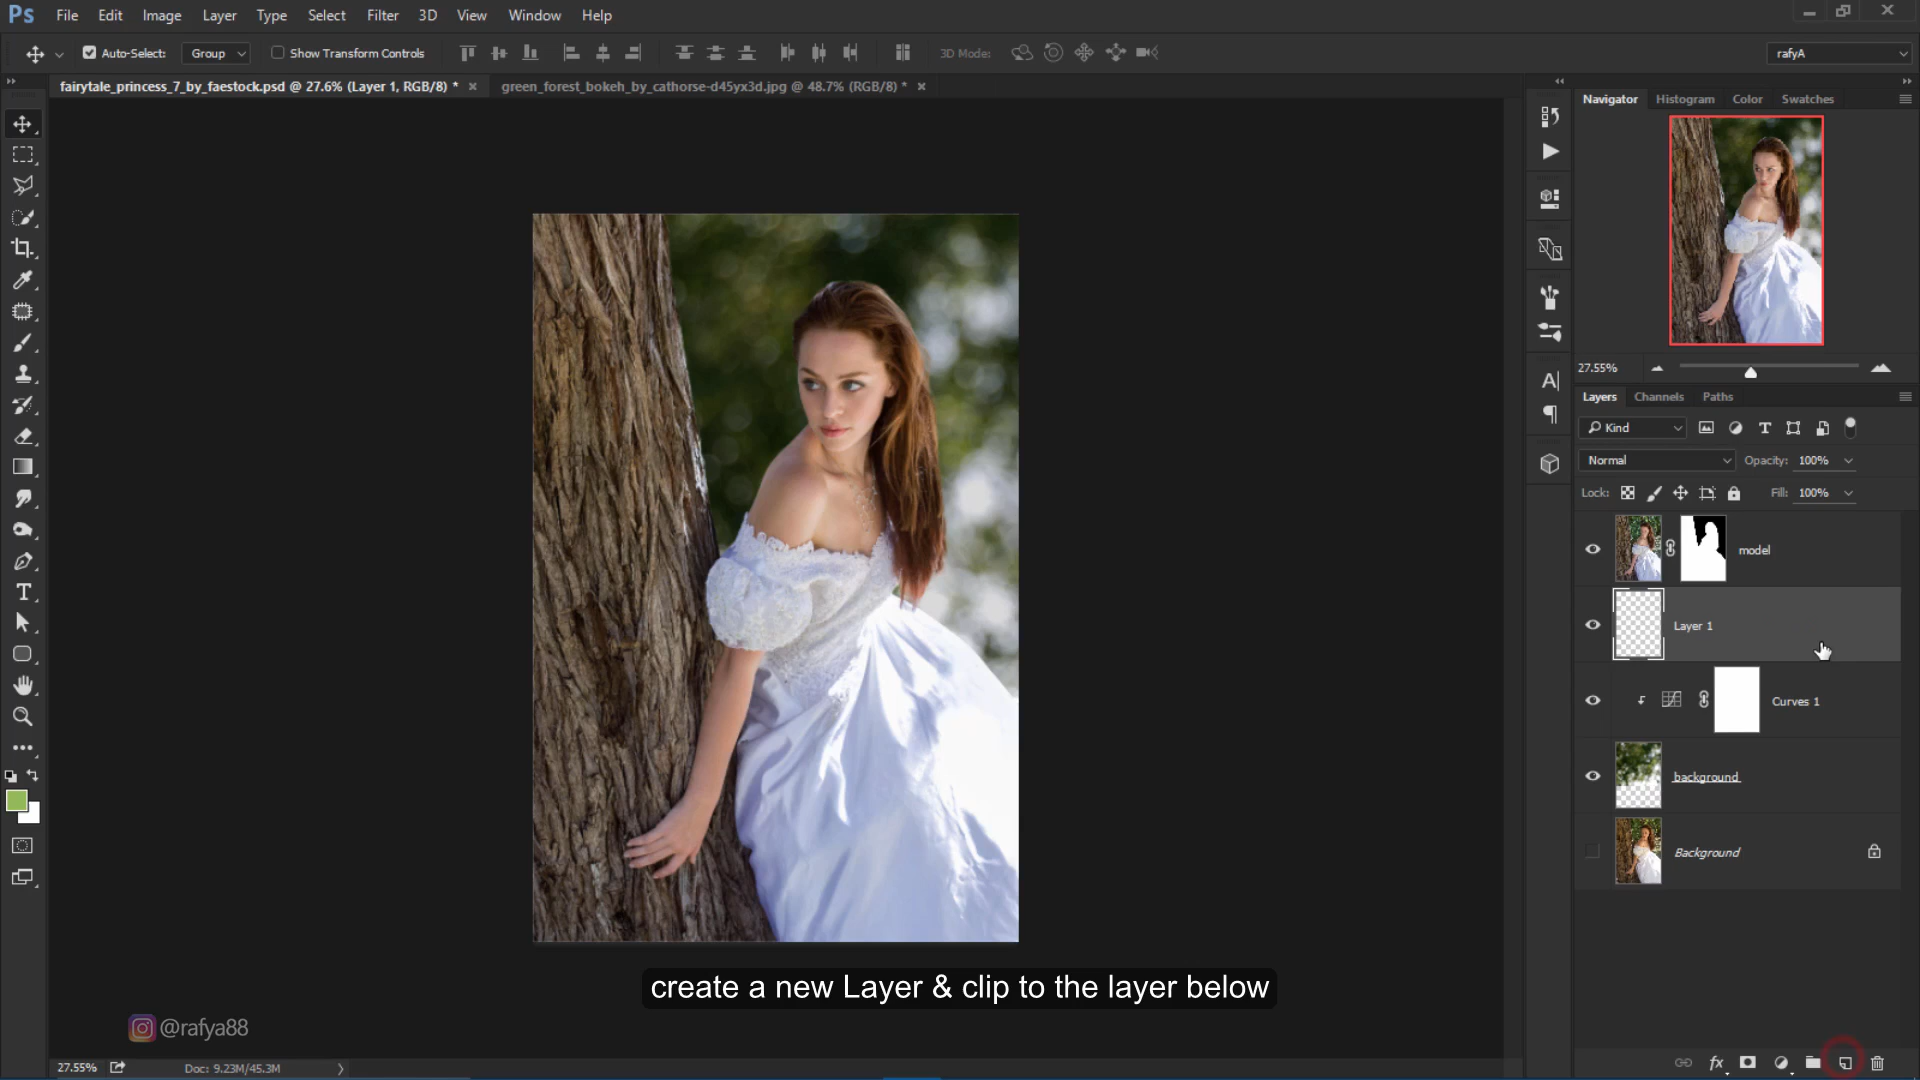 Ps File Edit Image Layer Type Select Filter 3D View Window Help
Auto-Select: Group Show Transform Controls 3D Mode: rafyA
fairytale_princess_7_by_faestock.psd @ 27.6% (Layer 1, RGB/8) * × green_forest_bokeh_by_cathorse-d45yx3d.jpg @ 48.7% (RGB/8) * ×
Navigator Histogram Color Swatches
27.55%
Layers Channels Paths
Kind
Normal Opacity: 100%
Lock: Fill: 100%
model
Layer 1
Curves 1
background
Background
create a new Layer & clip to the layer below
@rafya88
27.55% Doc: 9.23M/45.3M
fx